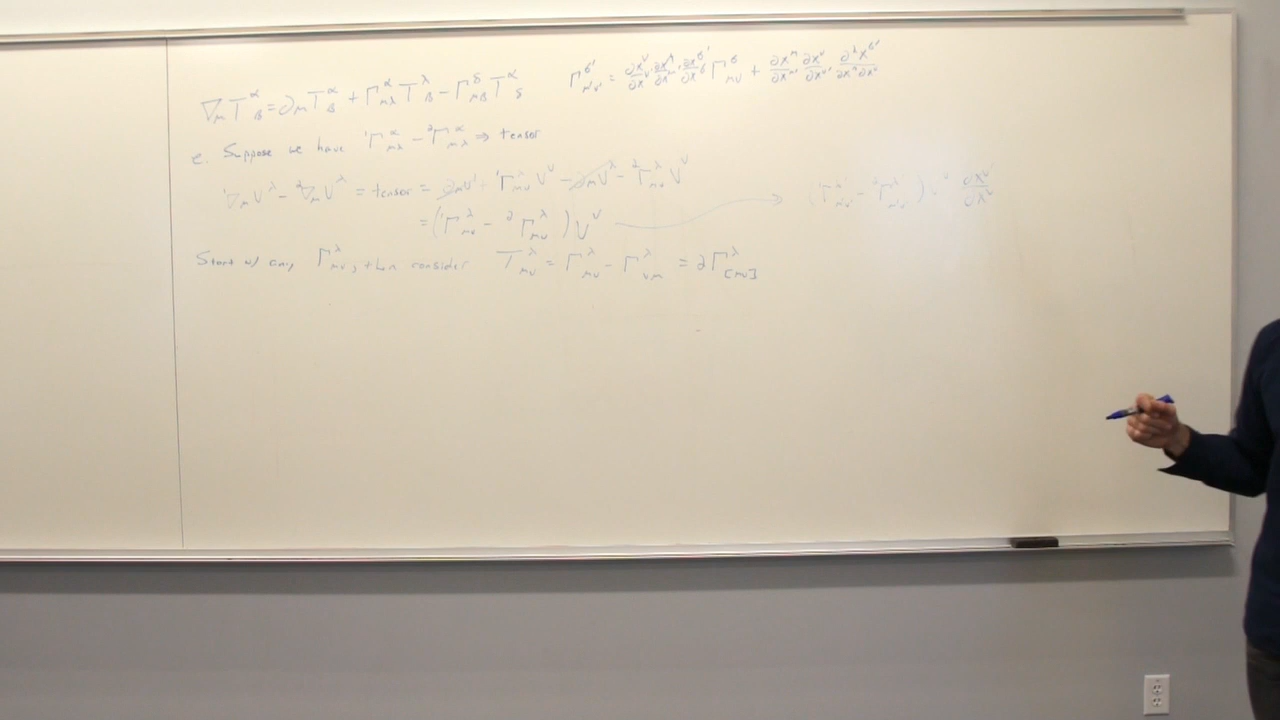 ∇_μ T^α_β = ∂_μ T^α_β + Γ^α_μλ T^λ_β − Γ^δ_μβ T^α_δ
Γ^σ'_μ'ν' = ∂x^ν/∂x^ν' ∂x^μ/∂x^μ' ∂x^σ'/∂x^σ Γ^σ_μν + ∂x^μ/∂x^μ' ∂x^ν/∂x^ν' ∂²x^σ'/∂x^μ∂x^ν
e. Suppose we have ¹Γ^α_μλ − ²Γ^α_μλ ⇒ tensor
¹∇_μ V^λ − ²∇_μ V^λ = tensor = ∂_μ V^λ + ¹Γ^λ_μν V^ν − ∂_μ V^λ − ²Γ^λ_μν V^ν
= (¹Γ^λ_μν − ²Γ^λ_μν) V^ν → (¹Γ^λ'_μ'ν' − ²Γ^λ'_μ'ν') V^ν ∂x^ν'/∂x^ν
Start w/ any Γ^λ_μν, then consider T^λ_μν = Γ^λ_μν − Γ^λ_νμ = 2Γ^λ_[μν]